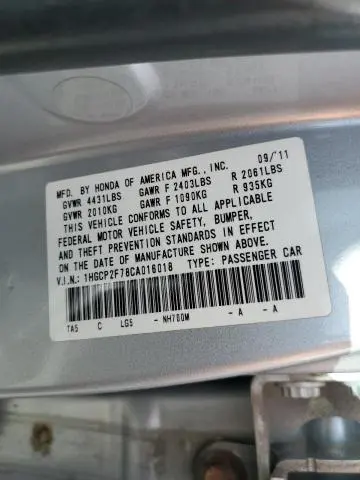 MFD. BY HONDA OF AMERICA MFG., INC. 09/'11
GVWR 4431LBS GAWR F 2403LBS R 2061LBS
GVWR 2010KG GAWR F 1090KG R 935KG
THIS VEHICLE CONFORMS TO ALL APPLICABLE
FEDERAL MOTOR VEHICLE SAFETY, BUMPER,
AND THEFT PREVENTION STANDARDS IN EFFECT
ON THE DATE OF MANUFACTURE SHOWN ABOVE.
V.I.N.: 1HGCP2F78CA016018 TYPE: PASSENGER CAR
TA5 C LG5 - NH700M - A - A